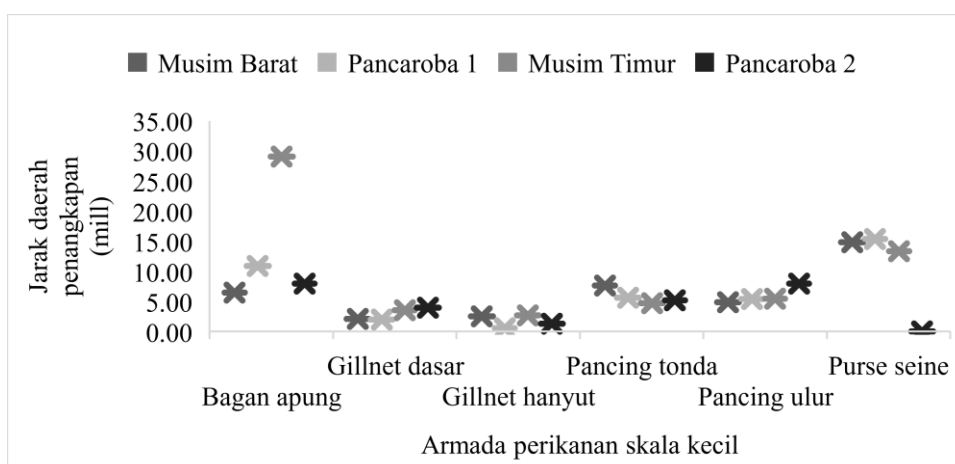 Musim Barat Pancaroba 1 Musim Timur Pancaroba 2
Jarak daerah
penangkapan
(mill)
35.00
30.00
25.00
20.00
15.00
10.00
5.00
0.00
Gillnet dasar Pancing tonda Purse seine
Bagan apung Gillnet hanyut Pancing ulur
Armada perikanan skala kecil